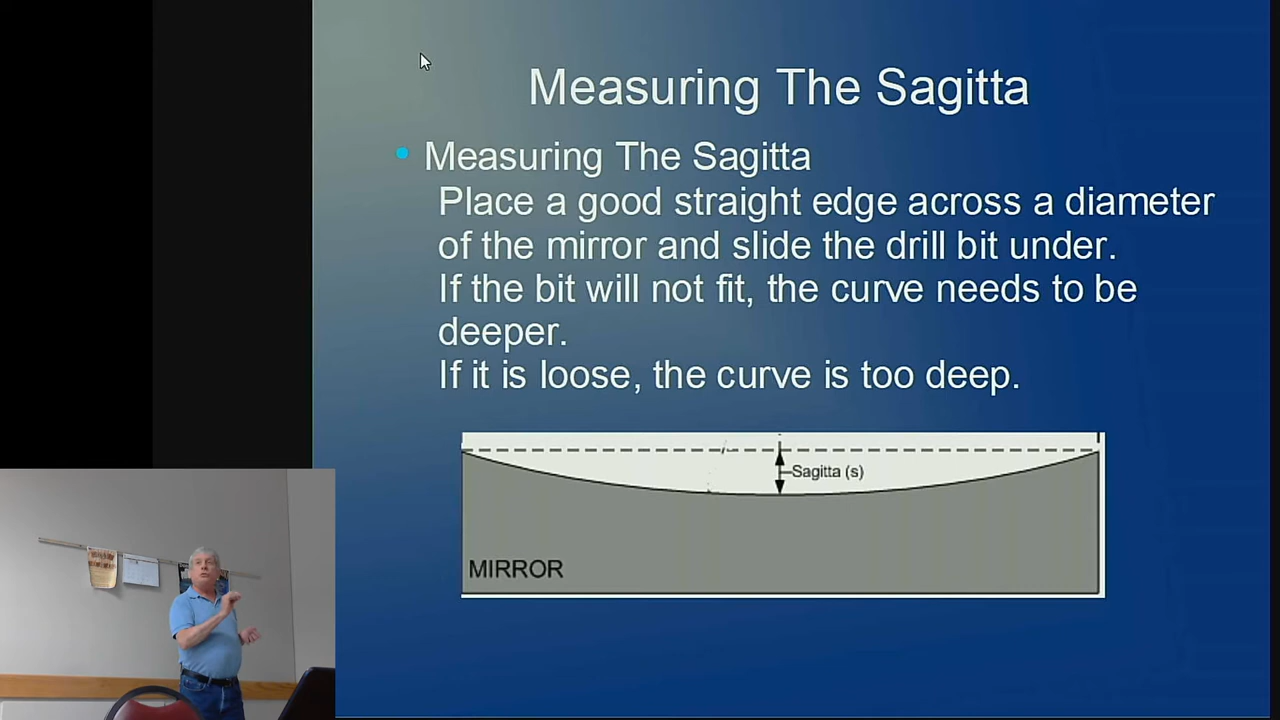 Measuring The Sagitta
Measuring The Sagitta
Place a good straight edge across a diameter
of the mirror and slide the drill bit under.
If the bit will not fit, the curve needs to be
deeper.
If it is loose, the curve is too deep.
Sagitta (s)
MIRROR